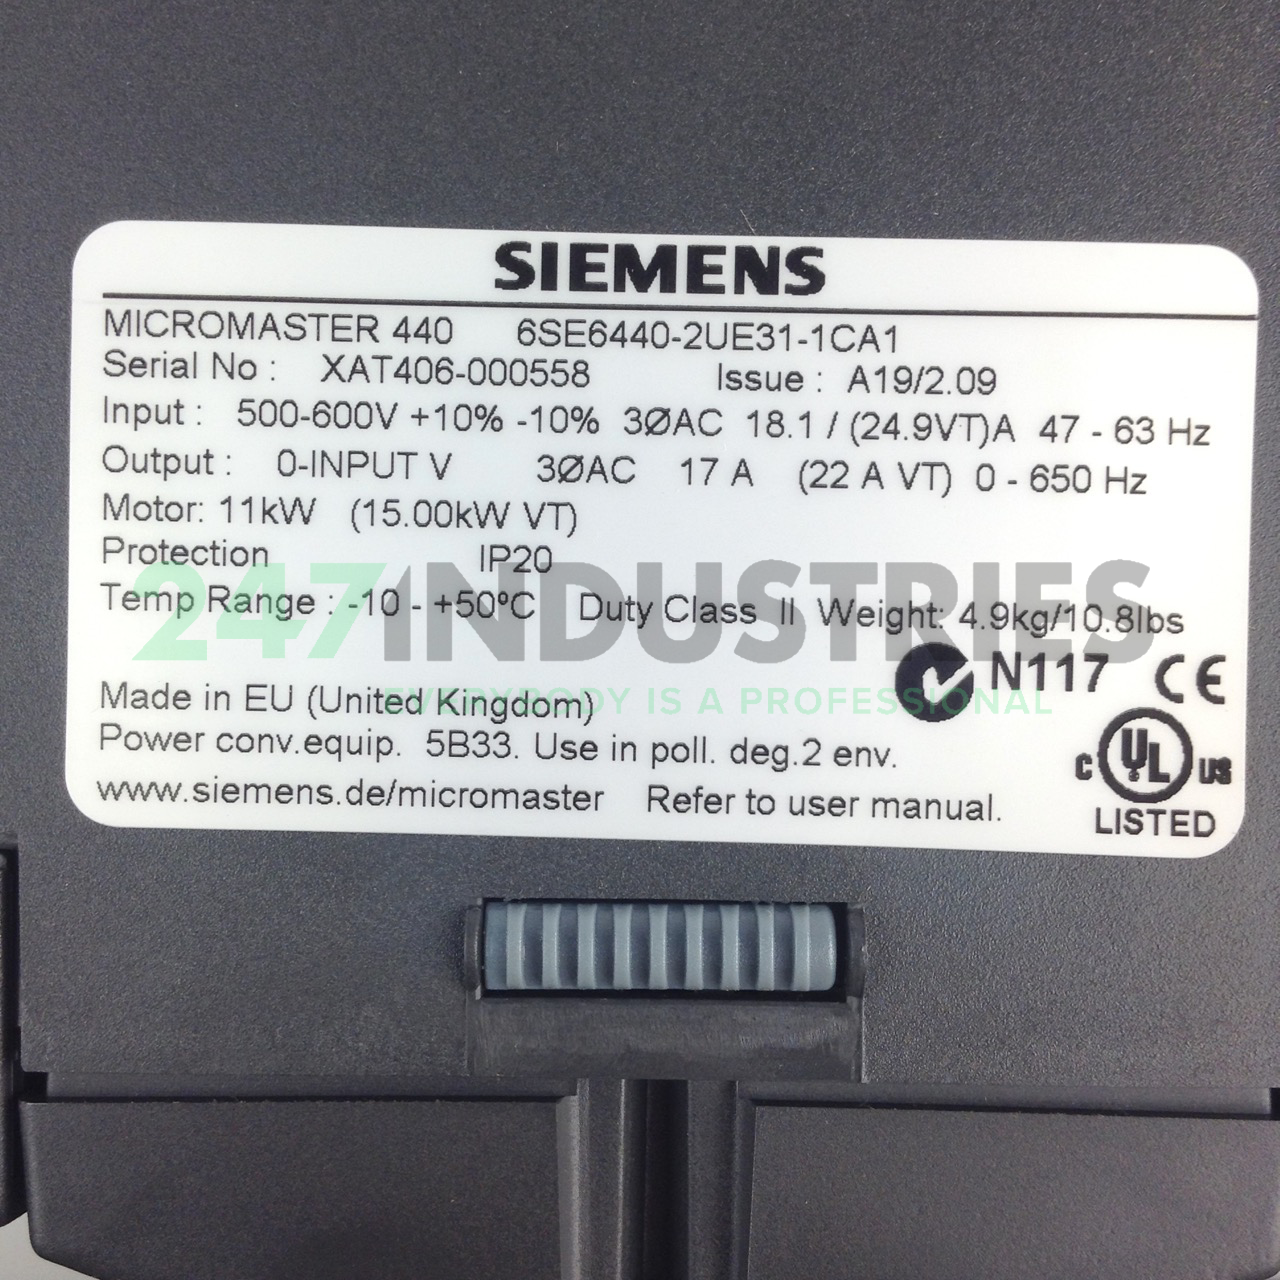 SIEMENS
MICROMASTER 440 6SE6440-2UE31-1CA1
Serial No : XAT406-000558 Issue : A19/2.09
Input : 500-600V +10% -10% 3ØAC 18.1 / (24.9VT)A 47 - 63 Hz
Output : 0-INPUT V 3ØAC 17 A (22 A VT) 0 - 650 Hz
Motor: 11kW (15.00kW VT)
Protection IP20
247INDUSTRIES
Temp Range : -10 - +50ºC Duty Class II Weight: 4.9kg/10.8lbs
N117 CE
EVERYBODY IS A PROFESSIONAL
Made in EU (United Kingdom)
Power conv.equip. 5B33. Use in poll. deg.2 env.
C UL US
www.siemens.de/micromaster Refer to user manual.
LISTED